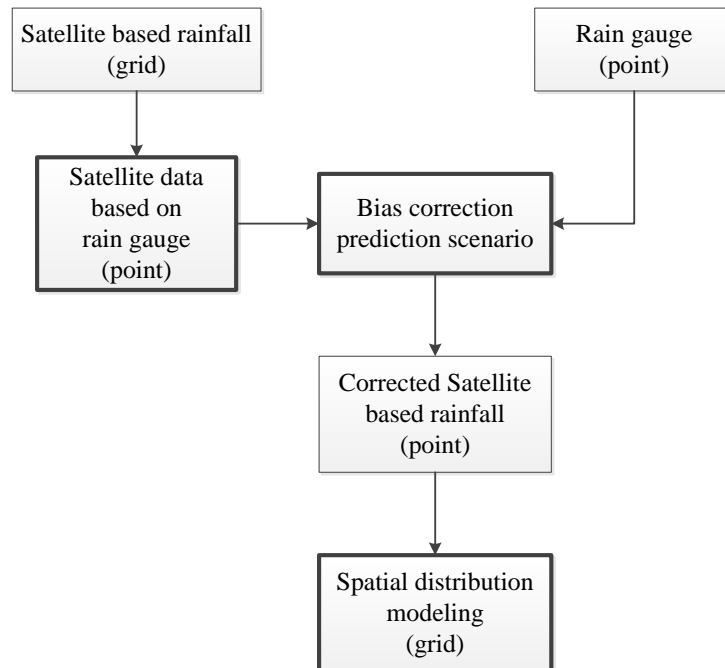 Satellite based rainfall
(grid)
Rain gauge
(point)
Satellite data
based on
rain gauge
(point)
Bias correction
prediction scenario
Corrected Satellite
based rainfall
(point)
Spatial distribution
modeling
(grid)